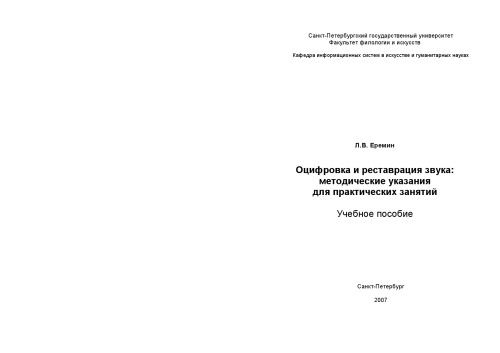 Санкт-Петербургский государственный университет
Факультет филологии и искусств
Кафедра информационных систем в искусстве и гуманитарных науках
Л.В. Еремин
Оцифровка и реставрация звука:
методические указания
для практических занятий
Учебное пособие
Санкт-Петербург
2007